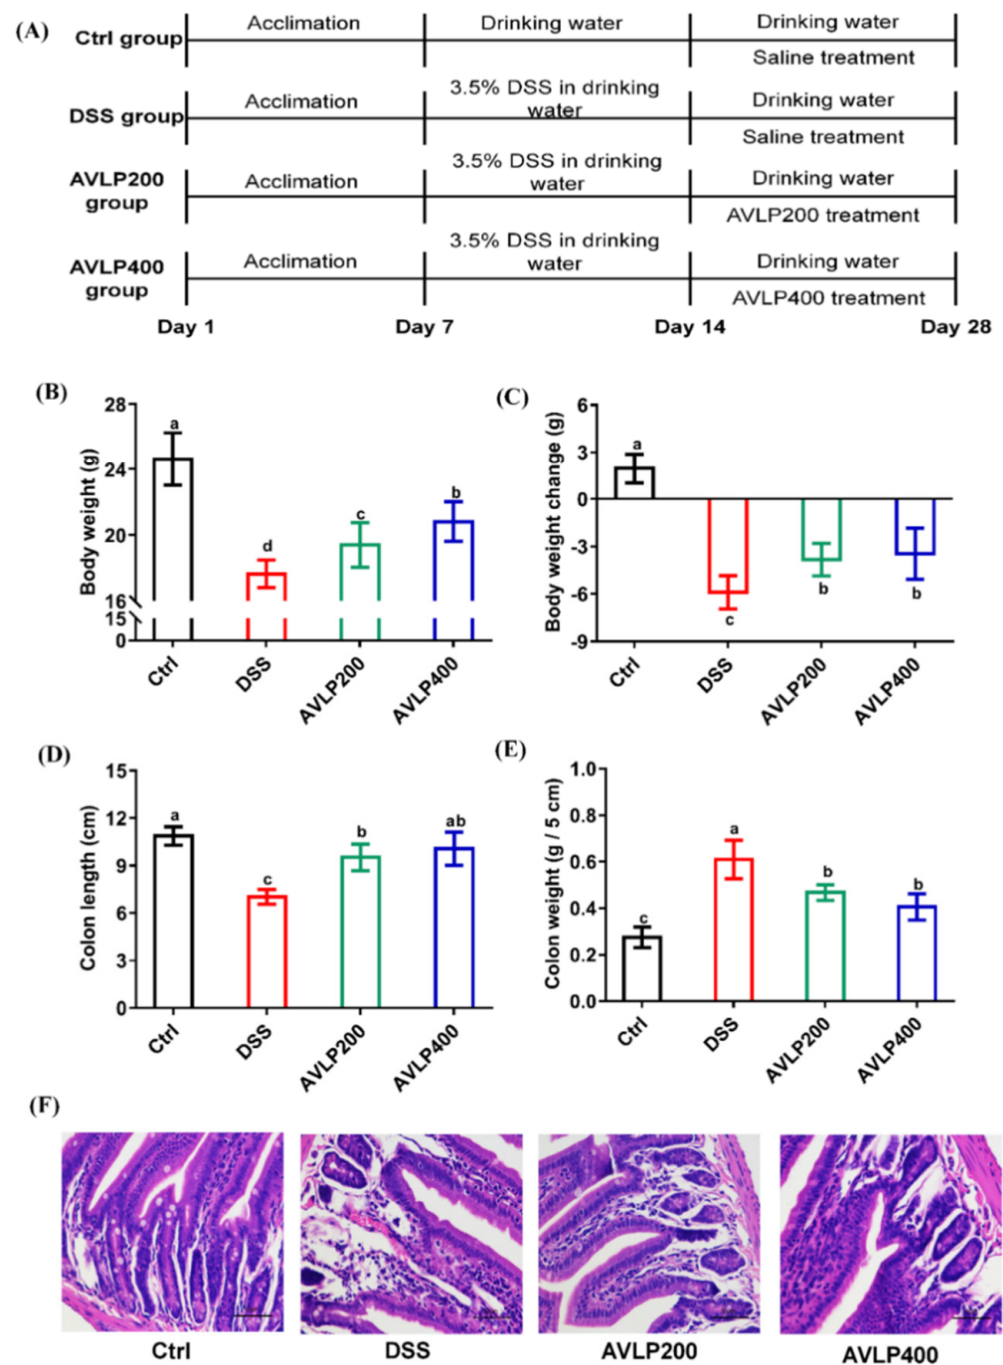 (A)
Ctrl group
Acclimation
Drinking water
Drinking water
Saline treatment
DSS group
Acclimation
3.5% DSS in drinking
water
Drinking water
Saline treatment
AVLP200
group
Acclimation
3.5% DSS in drinking
water
Drinking water
AVLP200 treatment
AVLP400
group
Acclimation
3.5% DSS in drinking
water
Drinking water
AVLP400 treatment
Day 1
Day 7
Day 14
Day 28
(B)
Body weight (g)
28
24
20
16
15
0
a
d
c
b
Ctrl
DSS
AVLP200
AVLP400
(C)
Body weight change (g)
6
3
0
-3
-6
-9
a
c
b
b
Ctrl
DSS
AVLP200
AVLP400
(D)
Colon length (cm)
15
12
9
6
3
0
a
c
b
ab
Ctrl
DSS
AVLP200
AVLP400
(E)
Colon weight (g / 5 cm)
1.0
0.8
0.6
0.4
0.2
0.0
c
a
b
b
Ctrl
DSS
AVLP200
AVLP400
(F)
Ctrl
DSS
AVLP200
AVLP400